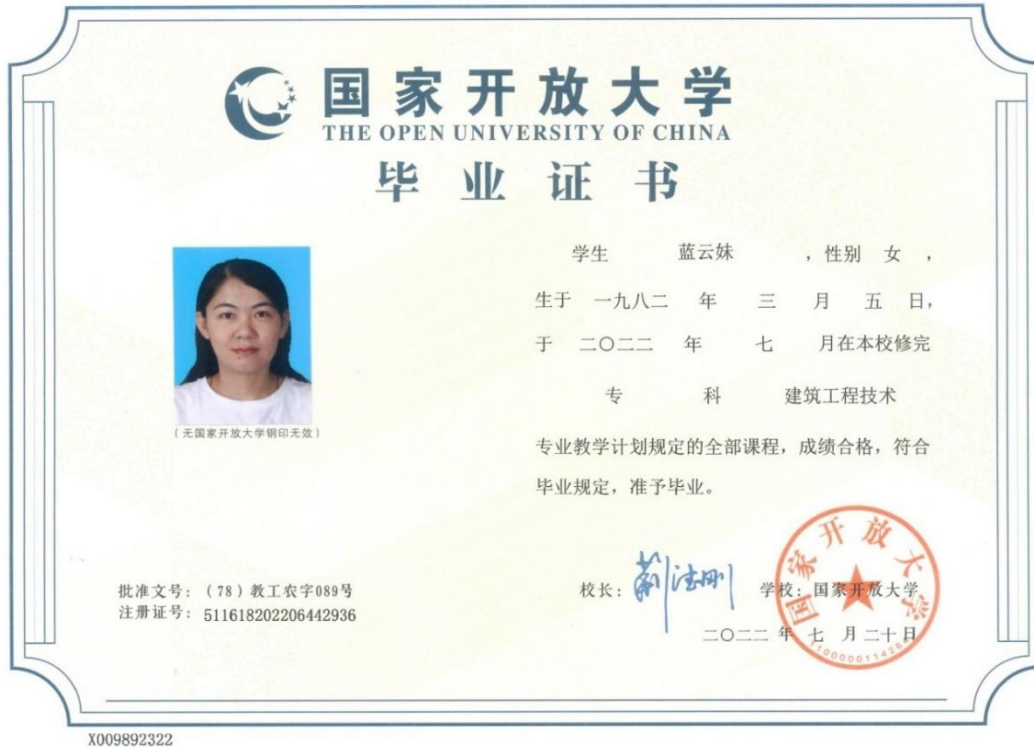 国家开放大学
THE OPEN UNIVERSITY OF CHINA
毕业证书
学生 蓝云妹 ，性别 女 ，
生于 一九八二 年 三 月 五 日，
于 二〇二二 年 七 月在本校修完
专 科 建筑工程技术
专业教学计划规定的全部课程，成绩合格，符合
毕业规定，准予毕业。
(无国家开放大学钢印无效)
批准文号：(78)教工农字089号
注册证号：511618202206442936
校长：荆德刚 学校：国家开放大学
二〇二二 年 七 月 二十日
国家开放大学
X009892322